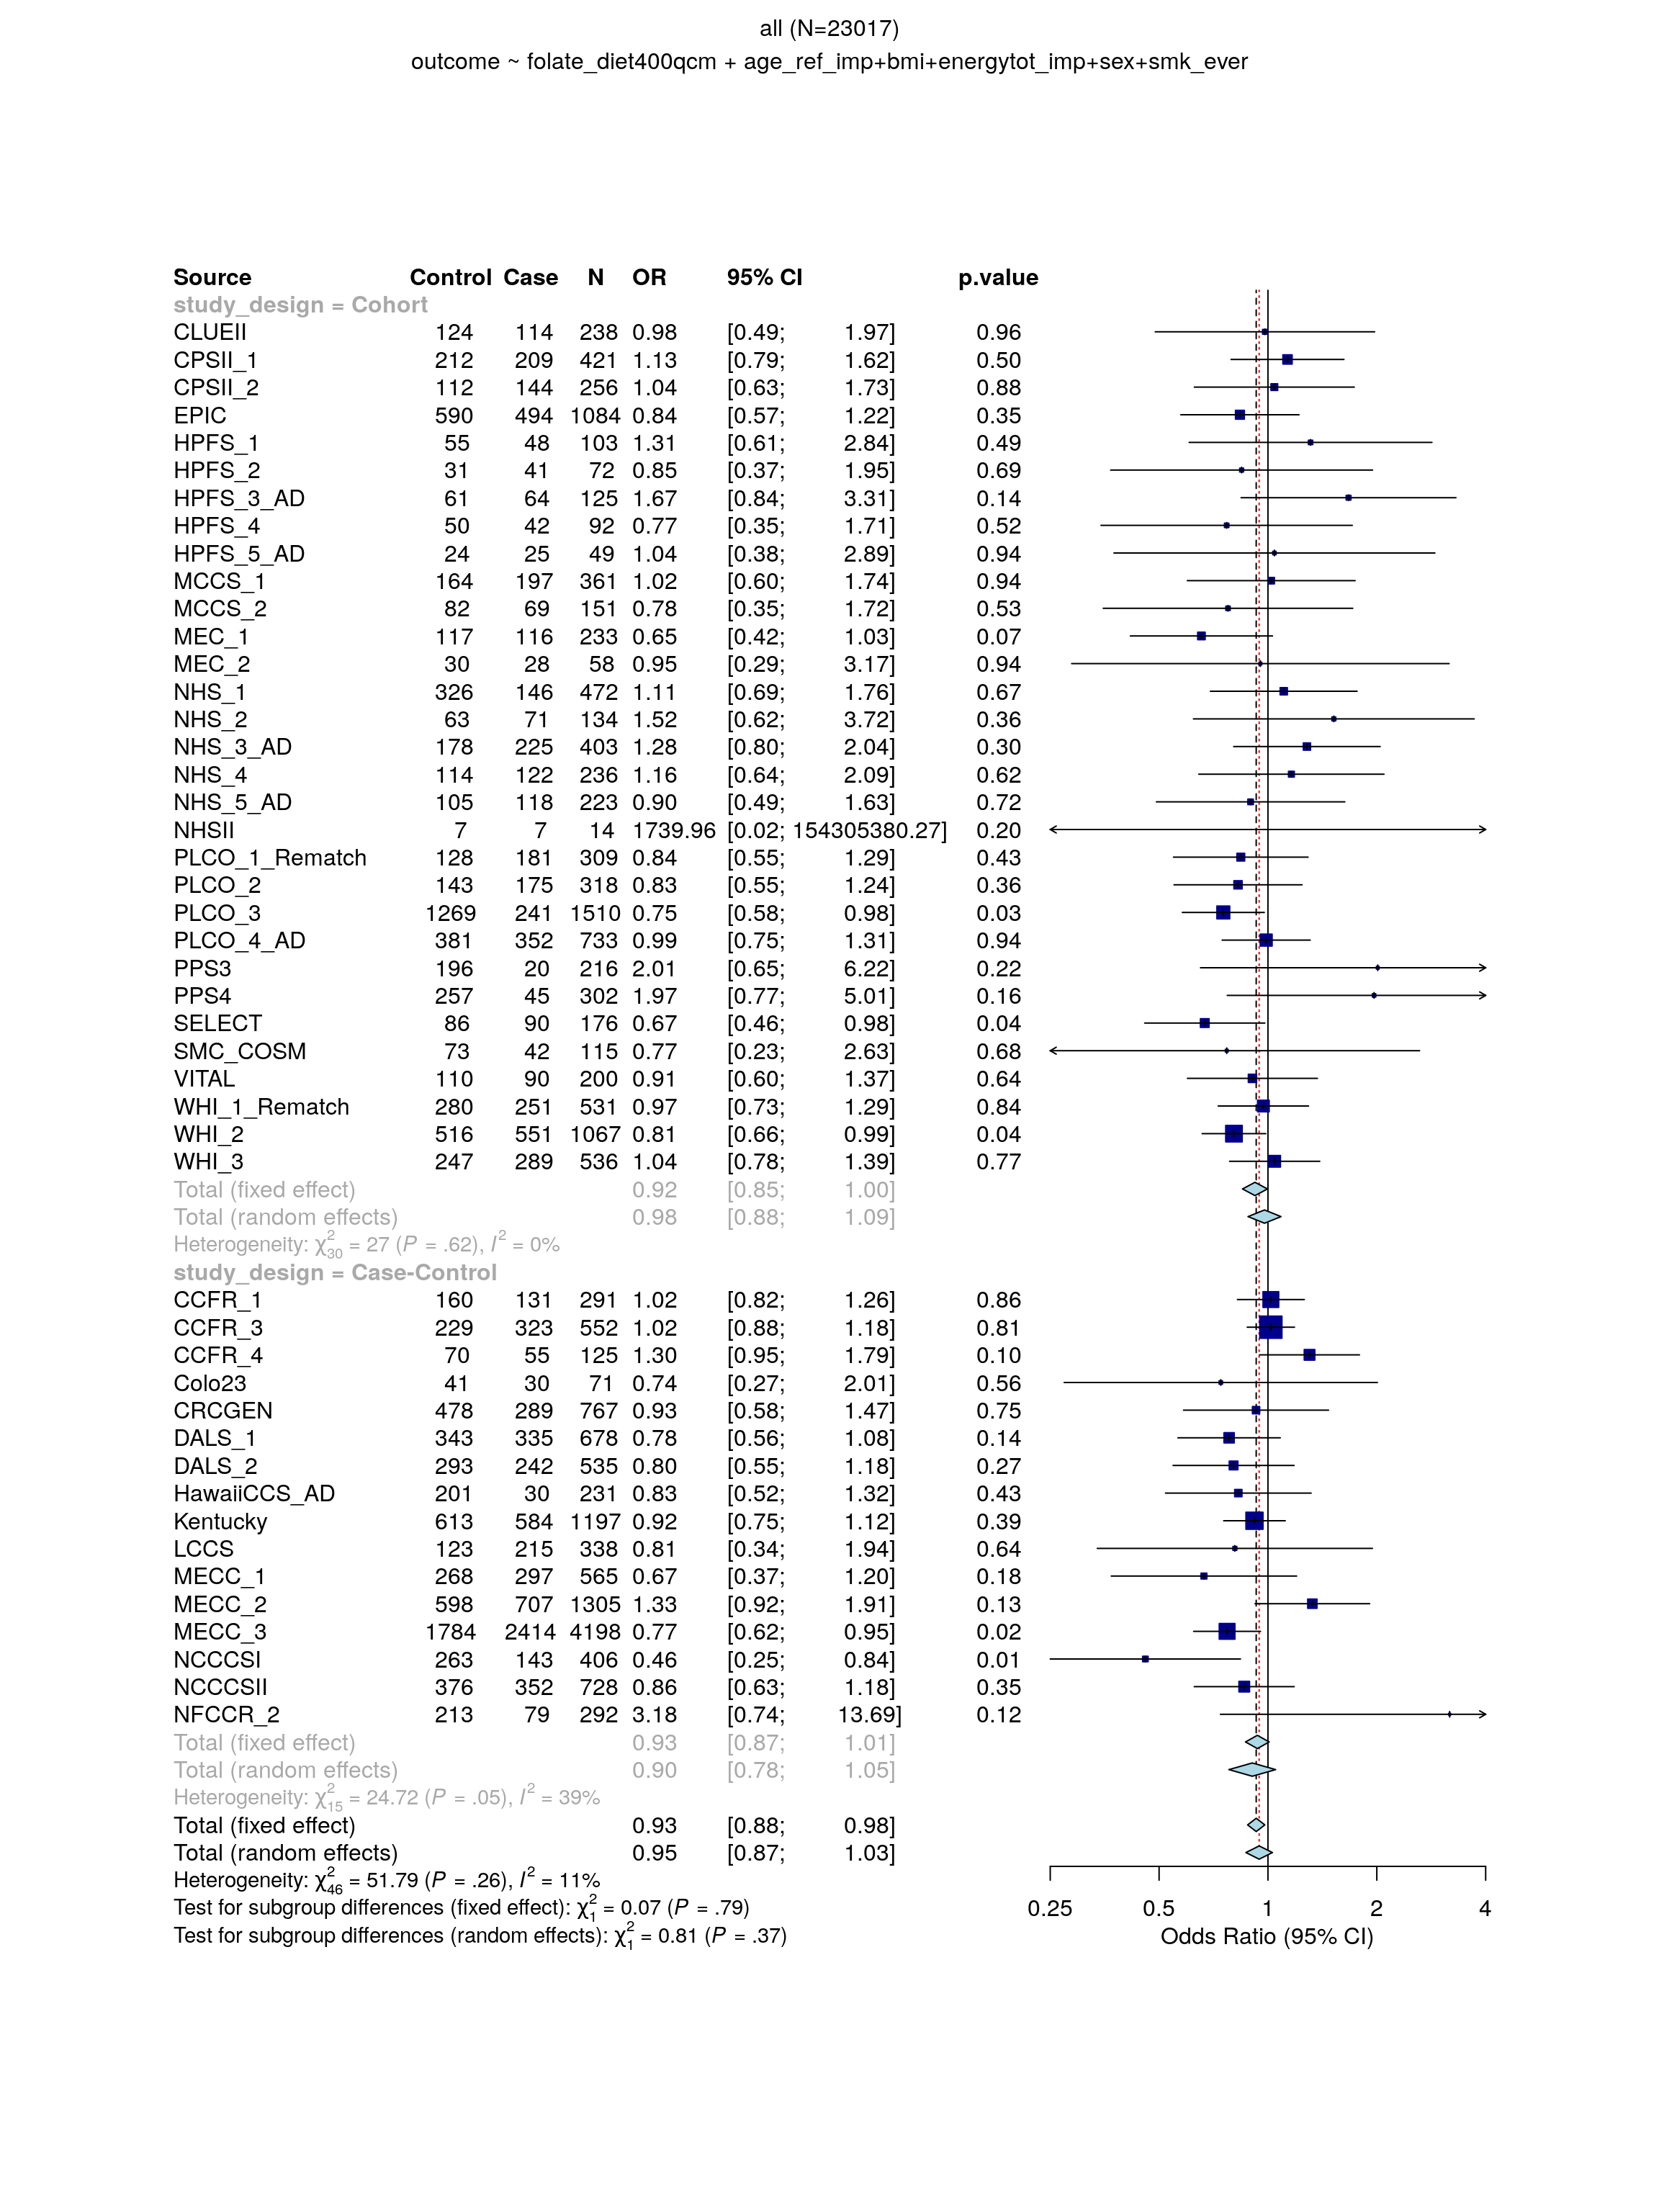 all (N=23017)
outcome ~ folate_diet400qcm + age_ref_imp+bmi+energytot_imp+sex+smk_ever
Source Control Case N OR 95% CI p.value
study_design = Cohort
CLUEII 124 114 238 0.98 [0.49; 1.97] 0.96
CPSII_1 212 209 421 1.13 [0.79; 1.62] 0.50
CPSII_2 112 144 256 1.04 [0.63; 1.73] 0.88
EPIC 590 494 1084 0.84 [0.57; 1.22] 0.35
HPFS_1 55 48 103 1.31 [0.61; 2.84] 0.49
HPFS_2 31 41 72 0.85 [0.37; 1.95] 0.69
HPFS_3_AD 61 64 125 1.67 [0.84; 3.31] 0.14
HPFS_4 50 42 92 0.77 [0.35; 1.71] 0.52
HPFS_5_AD 24 25 49 1.04 [0.38; 2.89] 0.94
MCCS_1 164 197 361 1.02 [0.60; 1.74] 0.94
MCCS_2 82 69 151 0.78 [0.35; 1.72] 0.53
MEC_1 117 116 233 0.65 [0.42; 1.03] 0.07
MEC_2 30 28 58 0.95 [0.29; 3.17] 0.94
NHS_1 326 146 472 1.11 [0.69; 1.76] 0.67
NHS_2 63 71 134 1.52 [0.62; 3.72] 0.36
NHS_3_AD 178 225 403 1.28 [0.80; 2.04] 0.30
NHS_4 114 122 236 1.16 [0.64; 2.09] 0.62
NHS_5_AD 105 118 223 0.90 [0.49; 1.63] 0.72
NHSII 7 7 14 1739.96 [0.02; 154305380.27] 0.20
PLCO_1_Rematch 128 181 309 0.84 [0.55; 1.29] 0.43
PLCO_2 143 175 318 0.83 [0.55; 1.24] 0.36
PLCO_3 1269 241 1510 0.75 [0.58; 0.98] 0.03
PLCO_4_AD 381 352 733 0.99 [0.75; 1.31] 0.94
PPS3 196 20 216 2.01 [0.65; 6.22] 0.22
PPS4 257 45 302 1.97 [0.77; 5.01] 0.16
SELECT 86 90 176 0.67 [0.46; 0.98] 0.04
SMC_COSM 73 42 115 0.77 [0.23; 2.63] 0.68
VITAL 110 90 200 0.91 [0.60; 1.37] 0.64
WHI_1_Rematch 280 251 531 0.97 [0.73; 1.29] 0.84
WHI_2 516 551 1067 0.81 [0.66; 0.99] 0.04
WHI_3 247 289 536 1.04 [0.78; 1.39] 0.77
Total (fixed effect) 0.92 [0.85; 1.00]
Total (random effects) 0.98 [0.88; 1.09]
Heterogeneity: χ²₃₀ = 27 (P = .62), I² = 0%
study_design = Case-Control
CCFR_1 160 131 291 1.02 [0.82; 1.26] 0.86
CCFR_3 229 323 552 1.02 [0.88; 1.18] 0.81
CCFR_4 70 55 125 1.30 [0.95; 1.79] 0.10
Colo23 41 30 71 0.74 [0.27; 2.01] 0.56
CRCGEN 478 289 767 0.93 [0.58; 1.47] 0.75
DALS_1 343 335 678 0.78 [0.56; 1.08] 0.14
DALS_2 293 242 535 0.80 [0.55; 1.18] 0.27
HawaiiCCS_AD 201 30 231 0.83 [0.52; 1.32] 0.43
Kentucky 613 584 1197 0.92 [0.75; 1.12] 0.39
LCCS 123 215 338 0.81 [0.34; 1.94] 0.64
MECC_1 268 297 565 0.67 [0.37; 1.20] 0.18
MECC_2 598 707 1305 1.33 [0.92; 1.91] 0.13
MECC_3 1784 2414 4198 0.77 [0.62; 0.95] 0.02
NCCCSI 263 143 406 0.46 [0.25; 0.84] 0.01
NCCCSII 376 352 728 0.86 [0.63; 1.18] 0.35
NFCCR_2 213 79 292 3.18 [0.74; 13.69] 0.12
Total (fixed effect) 0.93 [0.87; 1.01]
Total (random effects) 0.90 [0.78; 1.05]
Heterogeneity: χ²₁₅ = 24.72 (P = .05), I² = 39%
Total (fixed effect) 0.93 [0.88; 0.98]
Total (random effects) 0.95 [0.87; 1.03]
Heterogeneity: χ²₄₆ = 51.79 (P = .26), I² = 11%
Test for subgroup differences (fixed effect): χ²₁ = 0.07 (P = .79)
Test for subgroup differences (random effects): χ²₁ = 0.81 (P = .37)
0.25 0.5 1 2 4
Odds Ratio (95% CI)